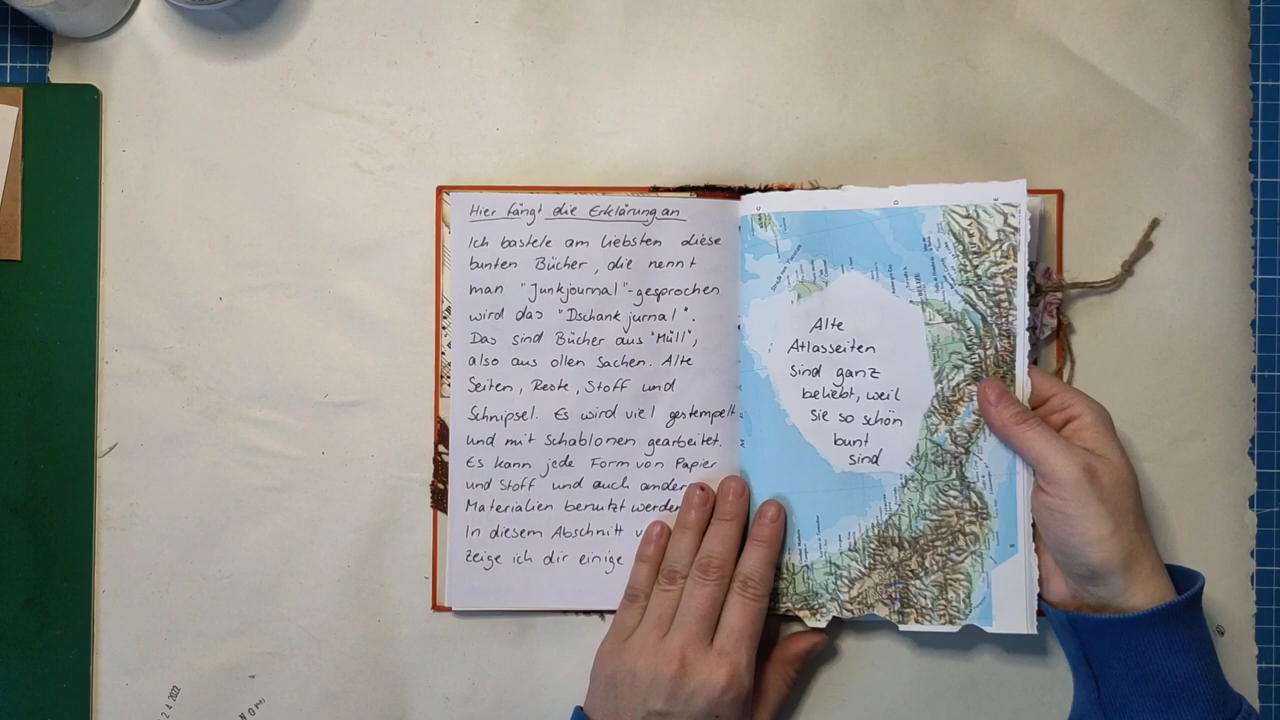 Hier fängt die Erklärung an
Ich bastele am liebsten diese
bunten Bücher, die nennt
man "Junkjournal"-gesprochen
wird das "Dschank jurnal".
Das sind Bücher aus "Müll",
also aus ollen Sachen. Alte
Seiten, Reste, Stoff und
Schnipsel. Es wird viel gestempelt
und mit Schablonen gearbeitet.
Es kann jede Form von Papier
und Stoff und auch ander
Materialien benutzt werden
In diesem Abschnitt
zeige ich dir einige
Alte
Atlasseiten
sind ganz
beliebt, weil
sie so schön
bunt
sind